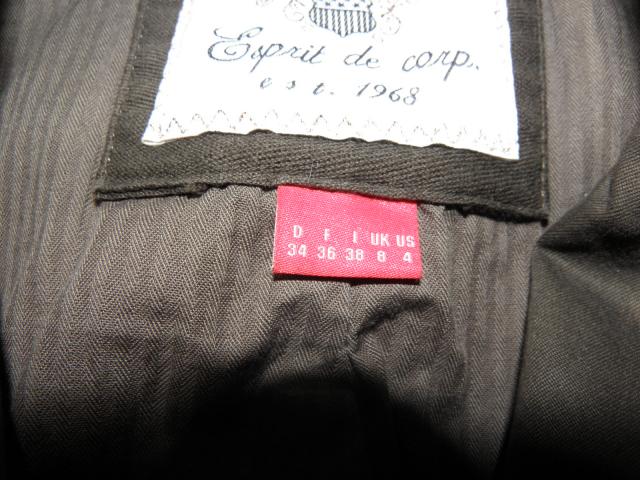 Esprit de corp.
est. 1968
D F I UK US
34 36 38 8 4